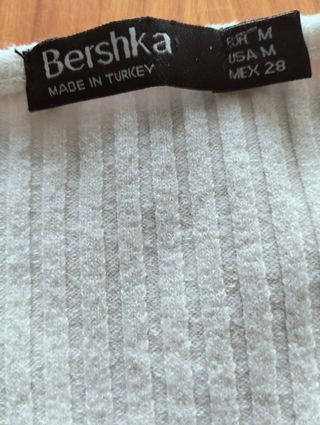 Bershka
MADE IN TURKEY
EUR M
USA M
MEX 28